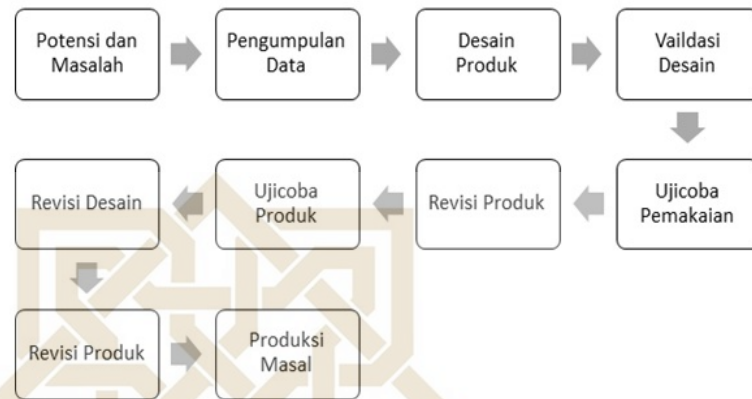 Potensi dan
Masalah
Pengumpulan
Data
Desain
Produk
Vaildasi
Desain
Ujicoba
Pemakaian
Revisi Produk
Ujicoba
Produk
Revisi Desain
Revisi Produk
Produksi
Masal